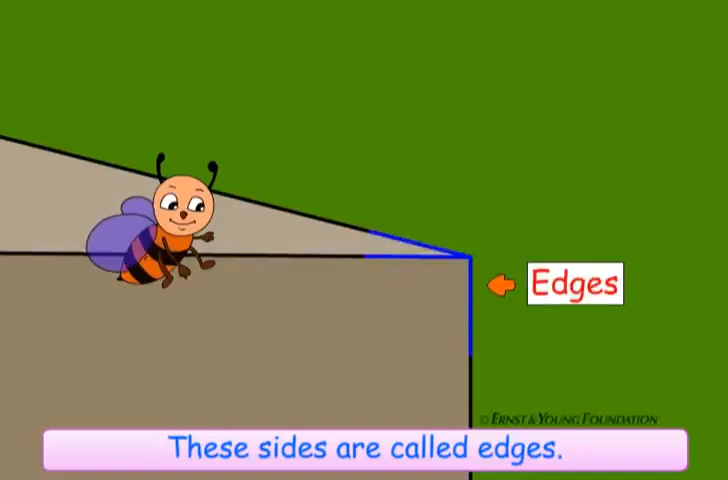 Edges
© ERNST & YOUNG FOUNDATION
These sides are called edges.